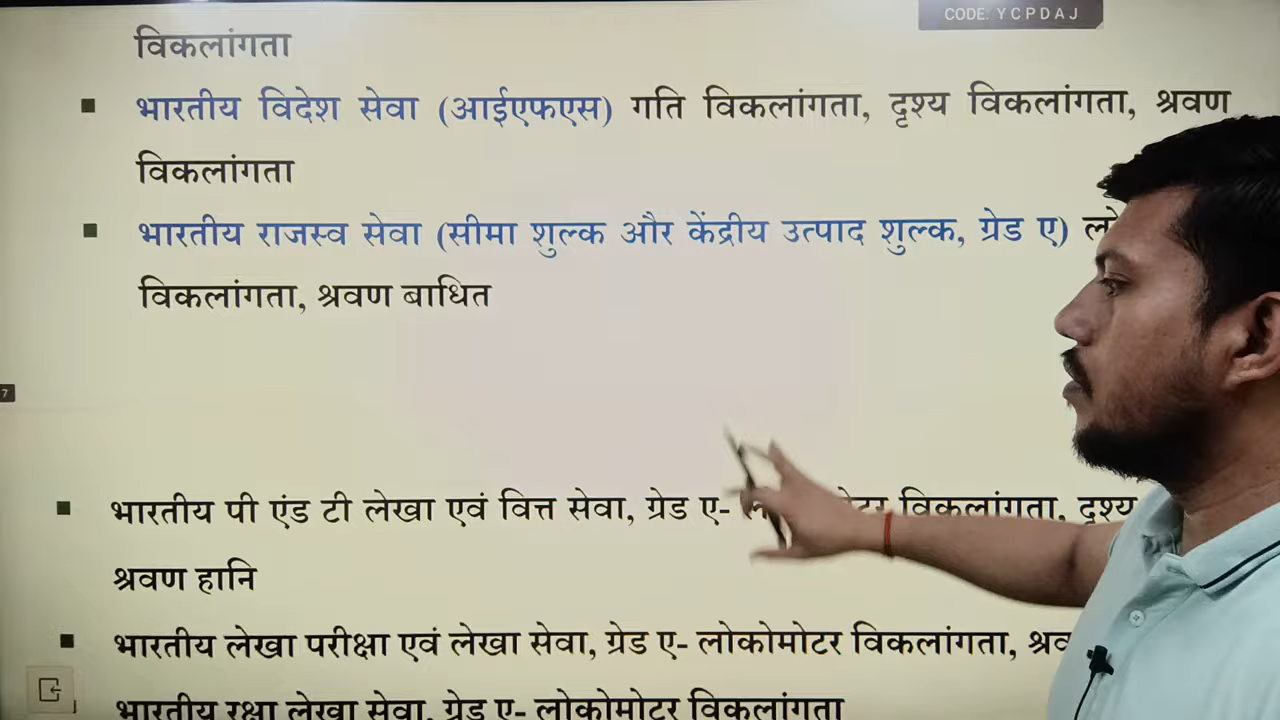 CODE: Y C P D A J
विकलांगता
भारतीय विदेश सेवा (आईएफएस) गति विकलांगता, दृश्य विकलांगता, श्रवण
विकलांगता
भारतीय राजस्व सेवा (सीमा शुल्क और केंद्रीय उत्पाद शुल्क, ग्रेड ए)
विकलांगता, श्रवण बाधित
7
भारतीय पी एंड टी लेखा एवं वित्त सेवा, ग्रेड ए- विकलांगता, दृश्य
श्रवण हानि
भारतीय लेखा परीक्षा एवं लेखा सेवा, ग्रेड ए- लोकोमोटर विकलांगता,
भारतीय रक्षा लेखा सेवा, ग्रेड ए- लोकोमोटर विकलांगता